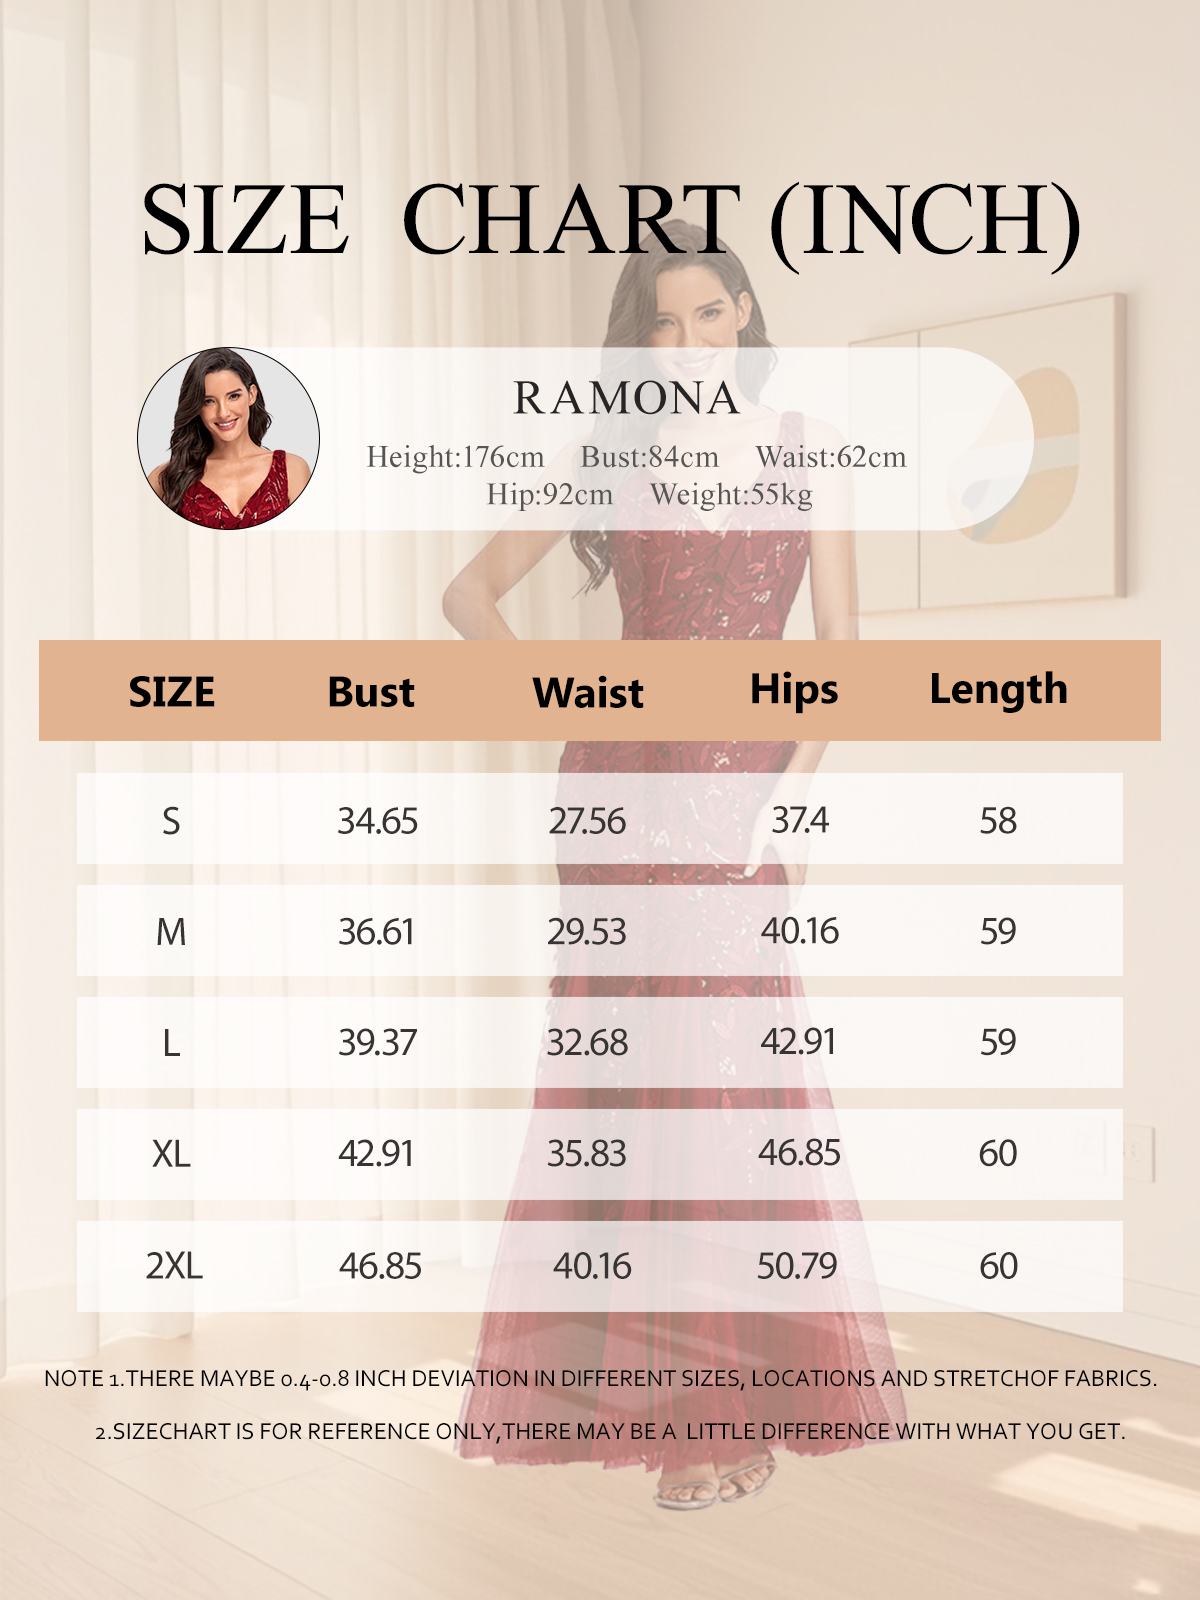 SIZE CHART (INCH)
RAMONA
Height:176cm Bust:84cm Waist:62cm
Hip:92cm Weight:55kg
SIZE Bust Waist Hips Length
S 34.65 27.56 37.4 58
M 36.61 29.53 40.16 59
L 39.37 32.68 42.91 59
XL 42.91 35.83 46.85 60
2XL 46.85 40.16 50.79 60
NOTE 1.THERE MAYBE 0.4-0.8 INCH DEVIATION IN DIFFERENT SIZES, LOCATIONS AND STRETCHOF FABRICS.
2.SIZECHART IS FOR REFERENCE ONLY,THERE MAY BE A LITTLE DIFFERENCE WITH WHAT YOU GET.